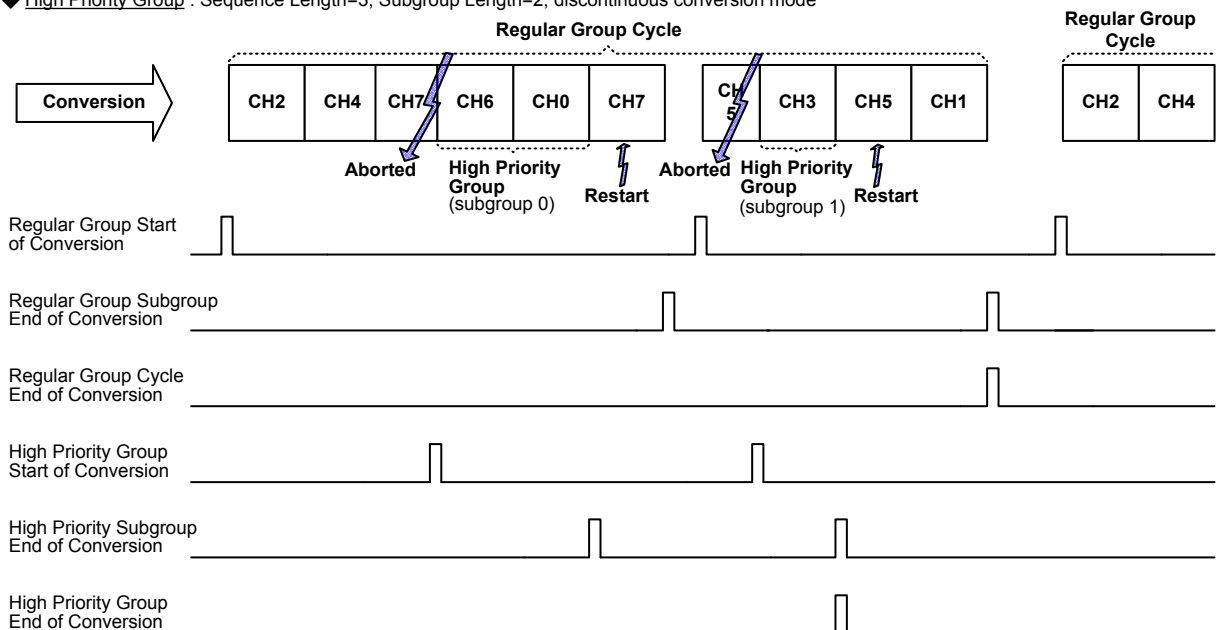 ◆ High Priority Group : Sequence Length=3, Subgroup Length=2, discontinuous conversion mode
Regular Group Cycle
Regular Group
Cycle
Conversion
CH2
CH4
CH7
CH6
CH0
CH7
CH
5
CH3
CH5
CH1
CH2
CH4
Aborted
High Priority
Group
(subgroup 0)
Restart
Aborted
High Priority
Group
(subgroup 1)
Restart
Regular Group Start
of Conversion
Regular Group Subgroup
End of Conversion
Regular Group Cycle
End of Conversion
High Priority Group
Start of Conversion
High Priority Subgroup
End of Conversion
High Priority Group
End of Conversion